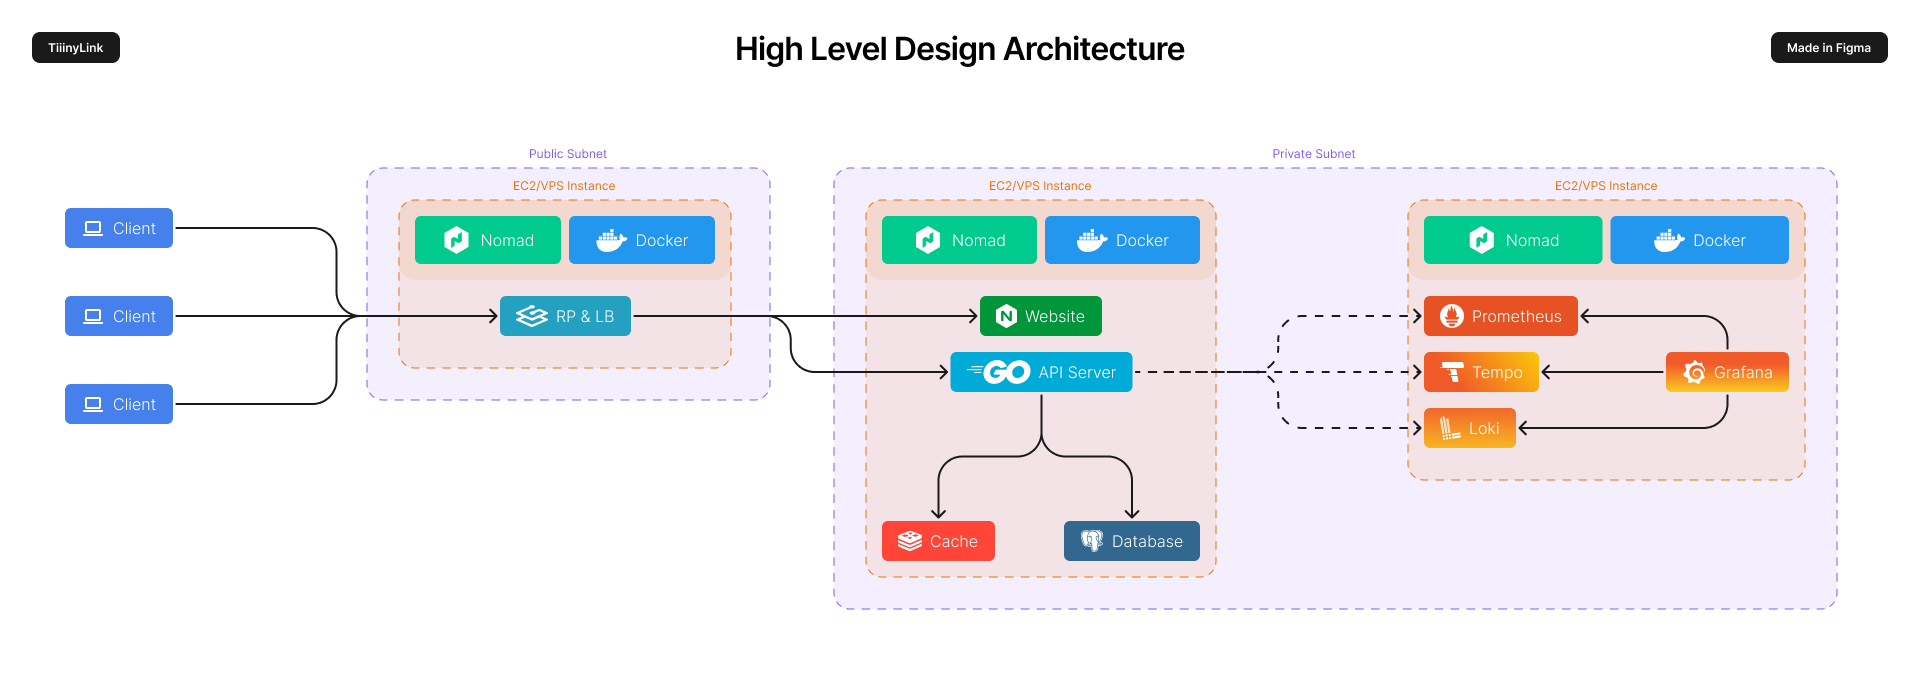 TiiinyLink
High Level Design Architecture
Made in Figma
Public Subnet
Private Subnet
EC2/VPS Instance
EC2/VPS Instance
EC2/VPS Instance
Client
Client
Client
Nomad
Docker
RP & LB
Nomad
Docker
Website
GO API Server
Cache
Database
Nomad
Docker
Prometheus
Tempo
Grafana
Loki